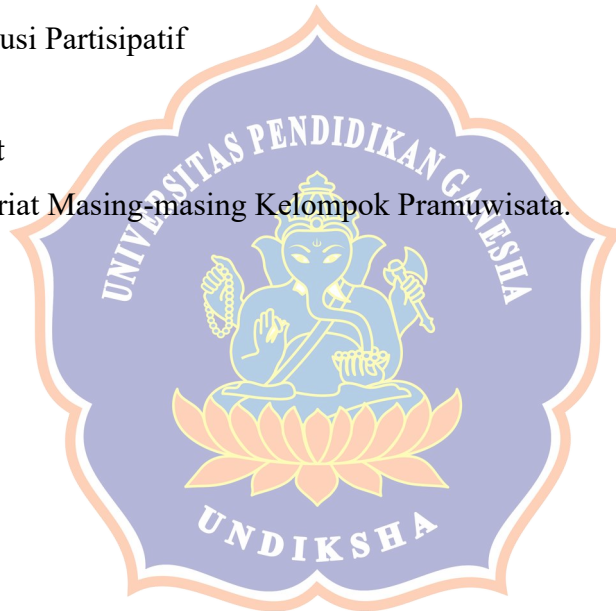 usi Partisipatif
t
riat Masing-masing Kelompok Pramuwisata.
UNIVERSITAS PENDIDIKAN GANESHA
UNDIKSHA